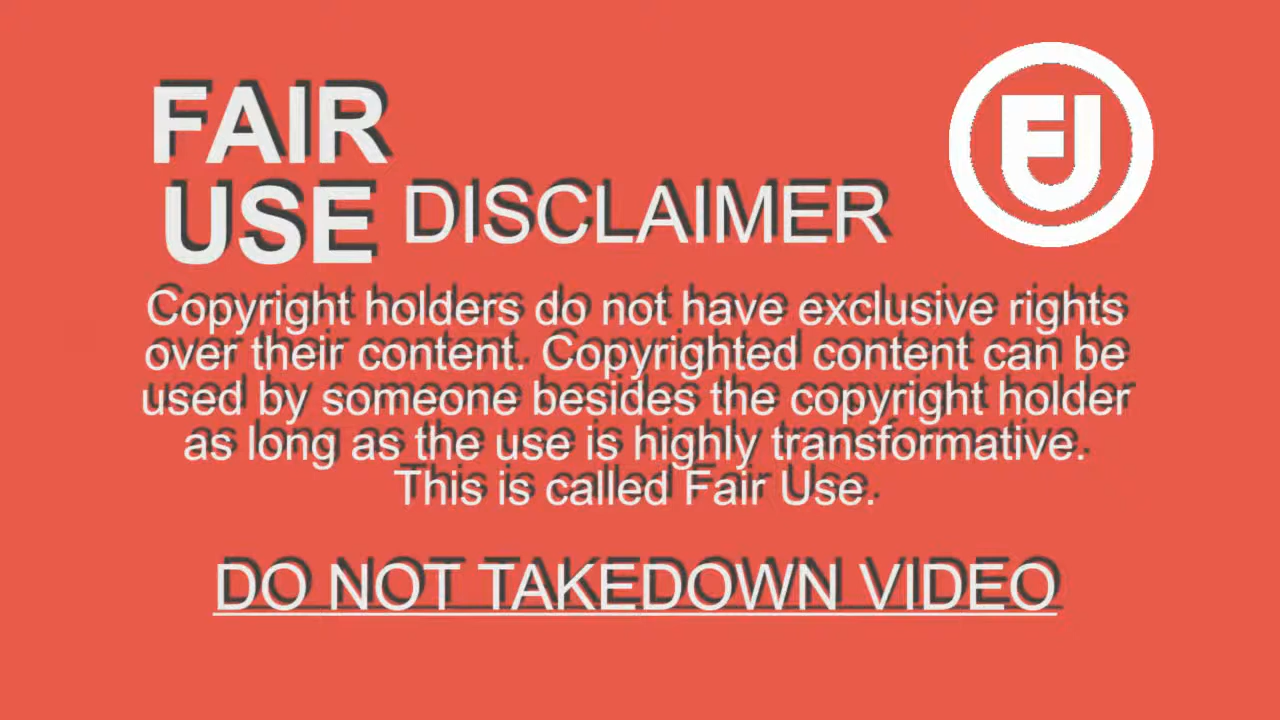 FAIR
USE DISCLAIMER
FU
Copyright holders do not have exclusive rights
over their content. Copyrighted content can be
used by someone besides the copyright holder
as long as the use is highly transformative.
This is called Fair Use.
DO NOT TAKEDOWN VIDEO